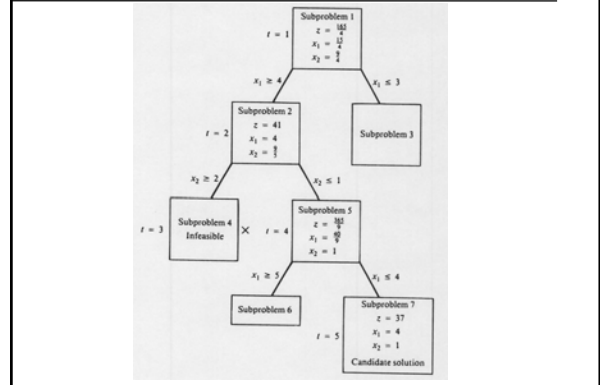 Subproblem 1
t = 1
z = 165/4
x₁ = 15/4
x₂ = 9/4
x₁ ≥ 4
x₁ ≤ 3
Subproblem 2
t = 2
z = 41
x₁ = 4
x₂ = 9/5
Subproblem 3
x₂ ≥ 2
x₂ ≤ 1
t = 3
Subproblem 4
Infeasible
×
t = 4
Subproblem 5
z = 365/9
x₁ = 40/9
x₂ = 1
x₁ ≥ 5
x₁ ≤ 4
Subproblem 6
t = 5
Subproblem 7
z = 37
x₁ = 4
x₂ = 1
Candidate solution